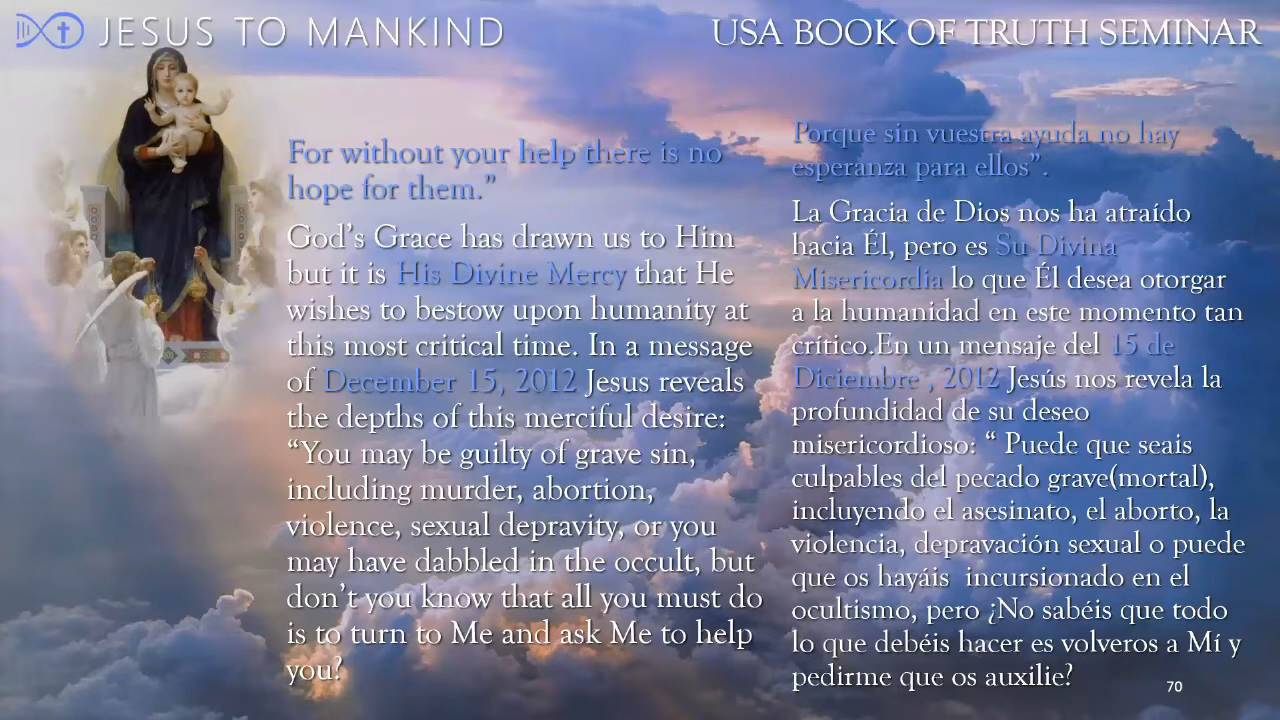 JESUS TO MANKIND
USA BOOK OF TRUTH SEMINAR
For without your help there is no
hope for them.”
God’s Grace has drawn us to Him
but it is His Divine Mercy that He
wishes to bestow upon humanity at
this most critical time. In a message
of December 15, 2012 Jesus reveals
the depths of this merciful desire:
“You may be guilty of grave sin,
including murder, abortion,
violence, sexual depravity, or you
may have dabbled in the occult, but
don’t you know that all you must do
is to turn to Me and ask Me to help
you?
Porque sin vuestra ayuda no hay
esperanza para ellos”.
La Gracia de Dios nos ha atraído
hacia Él, pero es Su Divina
Misericordia lo que Él desea otorgar
a la humanidad en este momento tan
crítico.En un mensaje del 15 de
Diciembre , 2012 Jesús nos revela la
profundidad de su deseo
misericordioso: “ Puede que seais
culpables del pecado grave(mortal),
incluyendo el asesinato, el aborto, la
violencia, depravación sexual o puede
que os hayáis  incursionado en el
ocultismo, pero ¿No sabéis que todo
lo que debéis hacer es volveros a Mí y
pedirme que os auxilie?
70